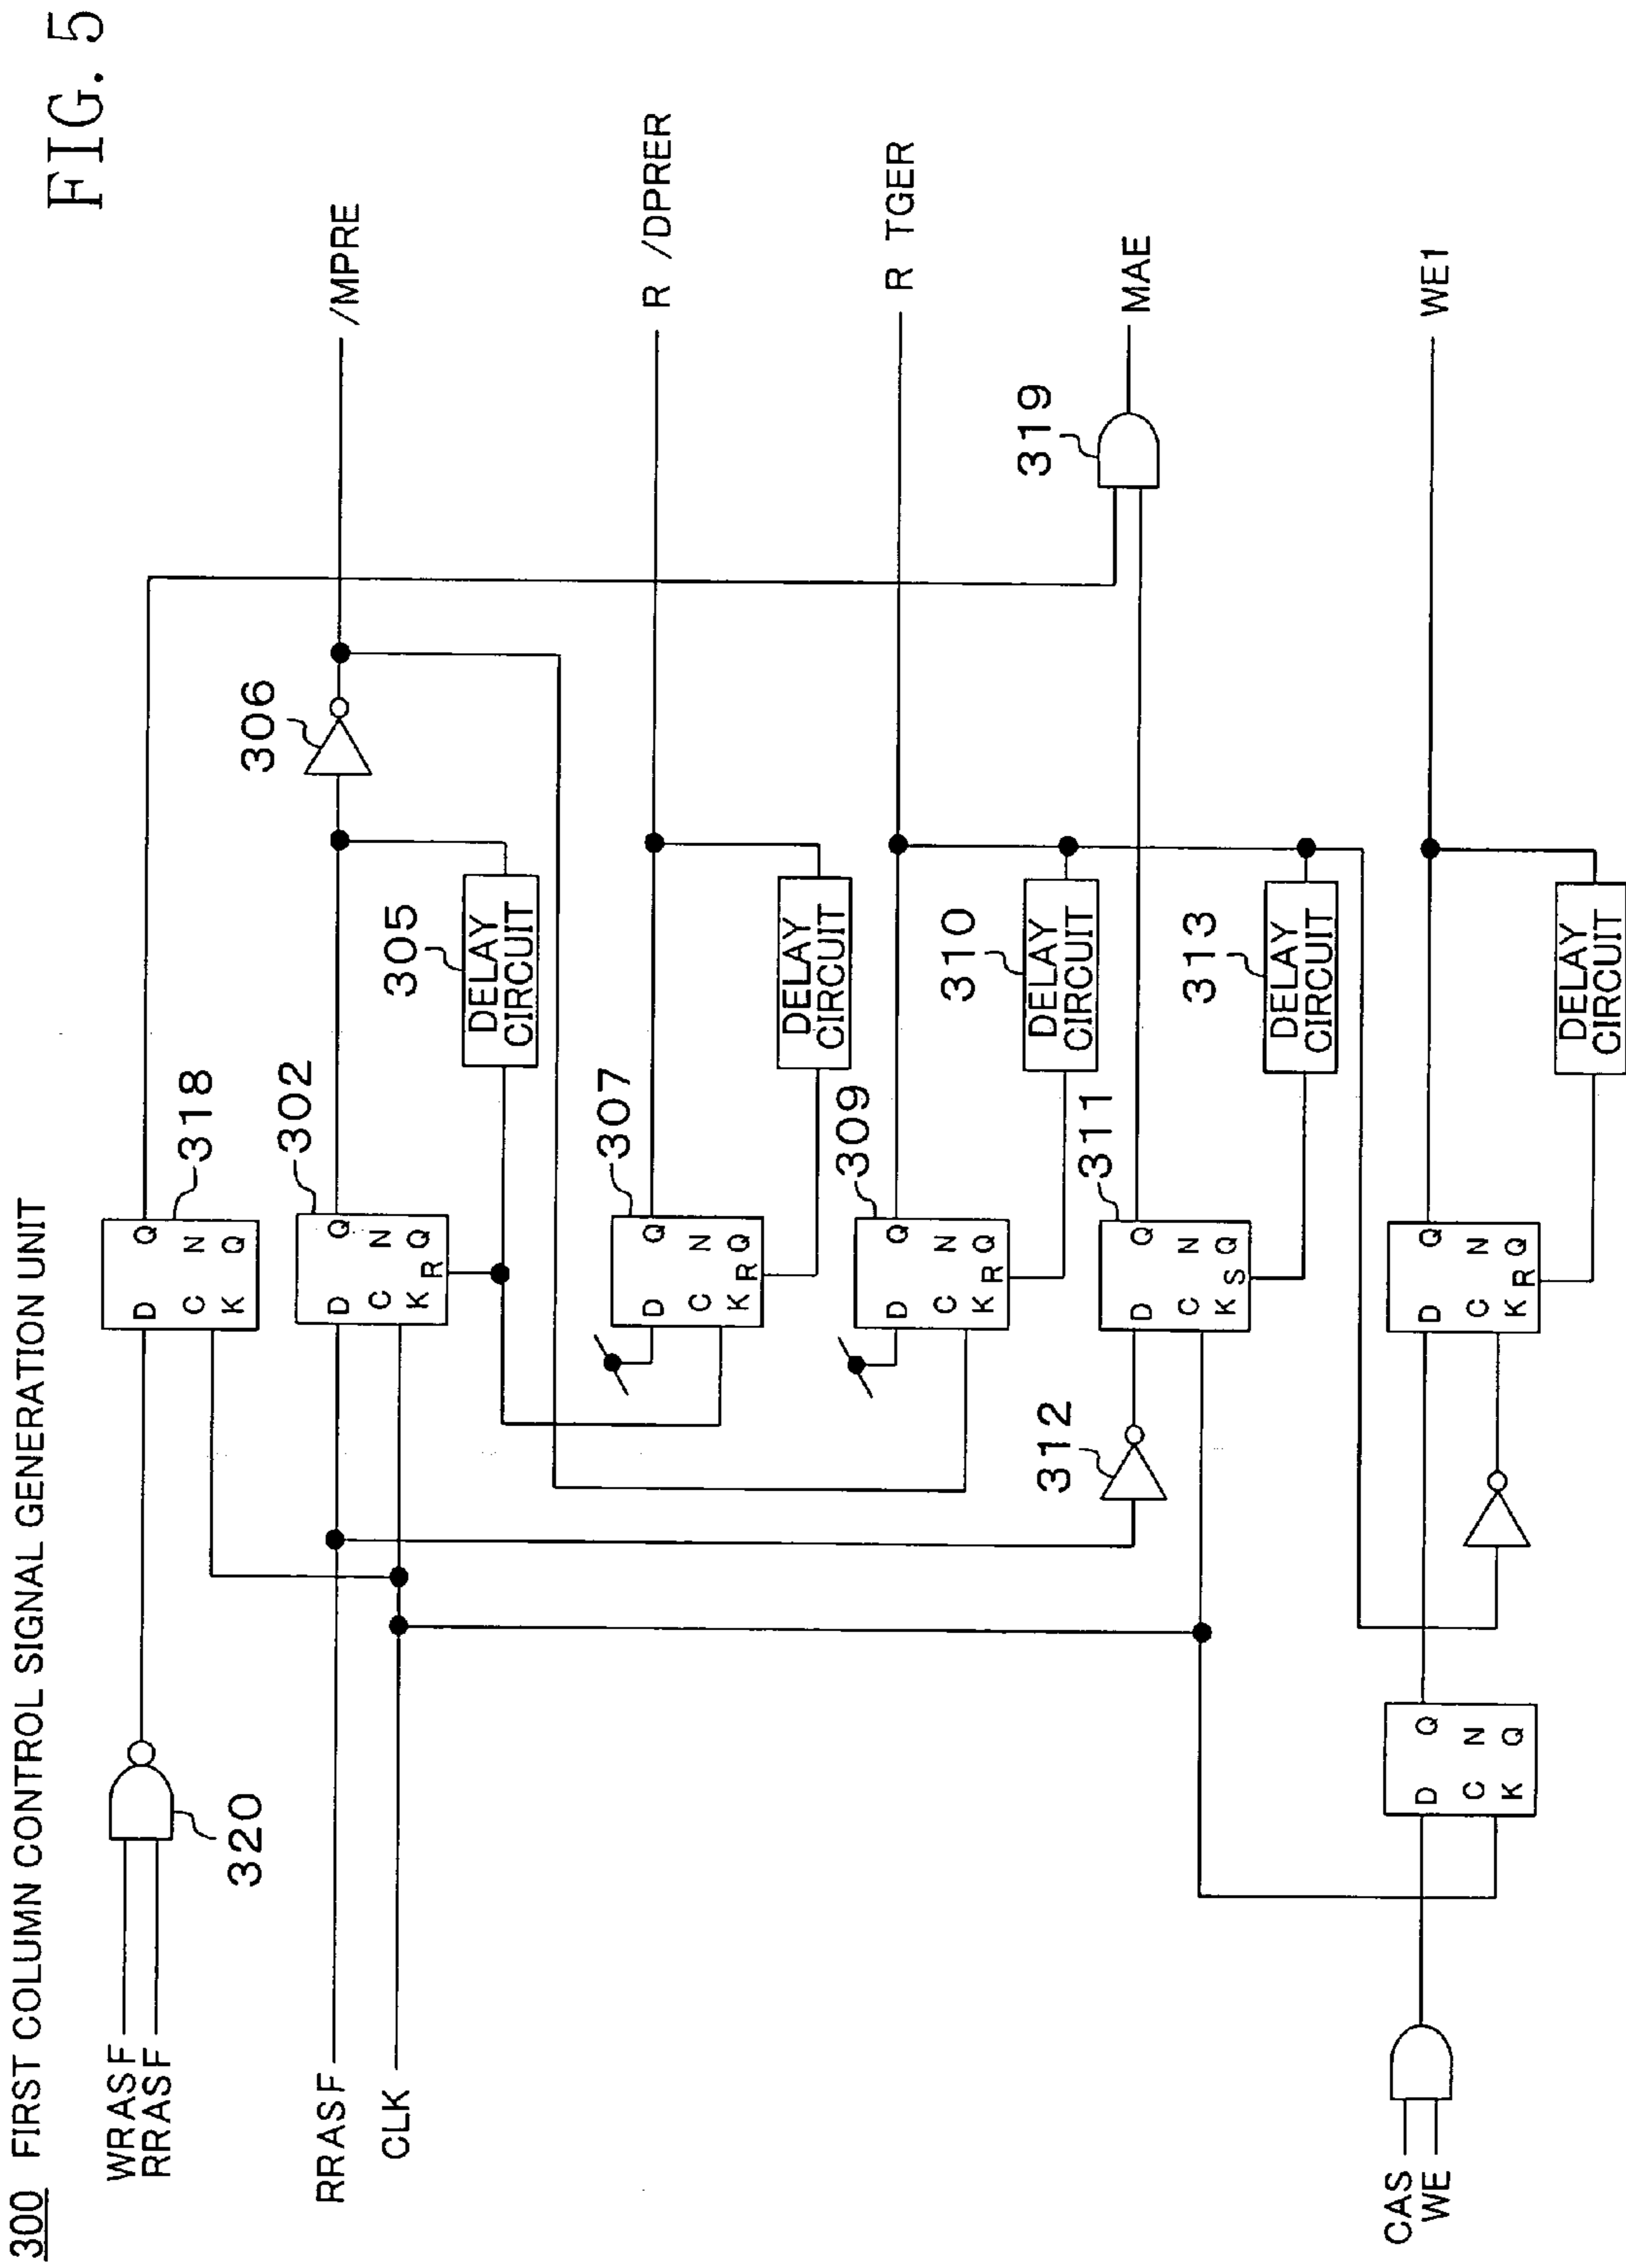 FIG. 5
300 FIRST COLUMN CONTROL SIGNAL GENERATION UNIT
WRASF
RRASF
320
D Q
C N
K Q
318
RRASF
CLK
D Q
C N
K R Q
302
DELAY
CIRCUIT
305
306
/MPRE
D Q
C N
K R Q
307
DELAY
CIRCUIT
R /DPRER
D Q
C N
K R Q
309
DELAY
CIRCUIT
310
R TGER
312
D Q
C N
K S Q
311
DELAY
CIRCUIT
313
319
MAE
CAS
WE
D Q
C N
K Q
D Q
C N
K R Q
DELAY
CIRCUIT
WE1